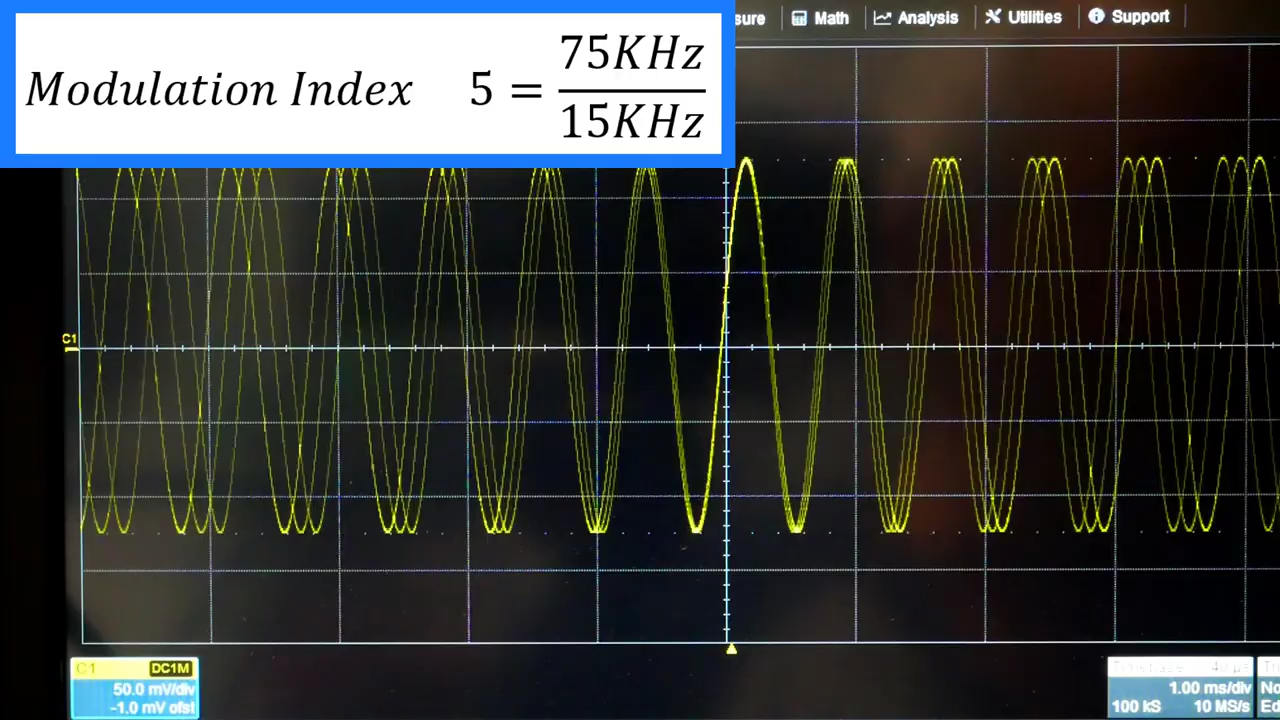 Modulation Index 5 = 75KHz / 15KHz
sure Math Analysis Utilities Support
C1
C1 DC1M
50.0 mV/div
-1.0 mV ofst
1.00 ms/div
100 kS 10 MS/s